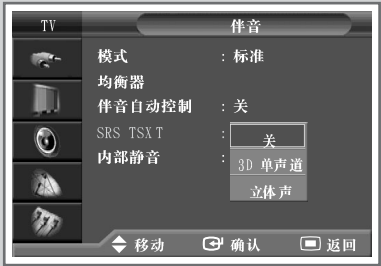 TV 伴音
模式 : 标准
均衡器
伴音自动控制 : 关
SRS TSXT :
关
3D 单声道
内部静音 :
立体声
移动 确认 返回